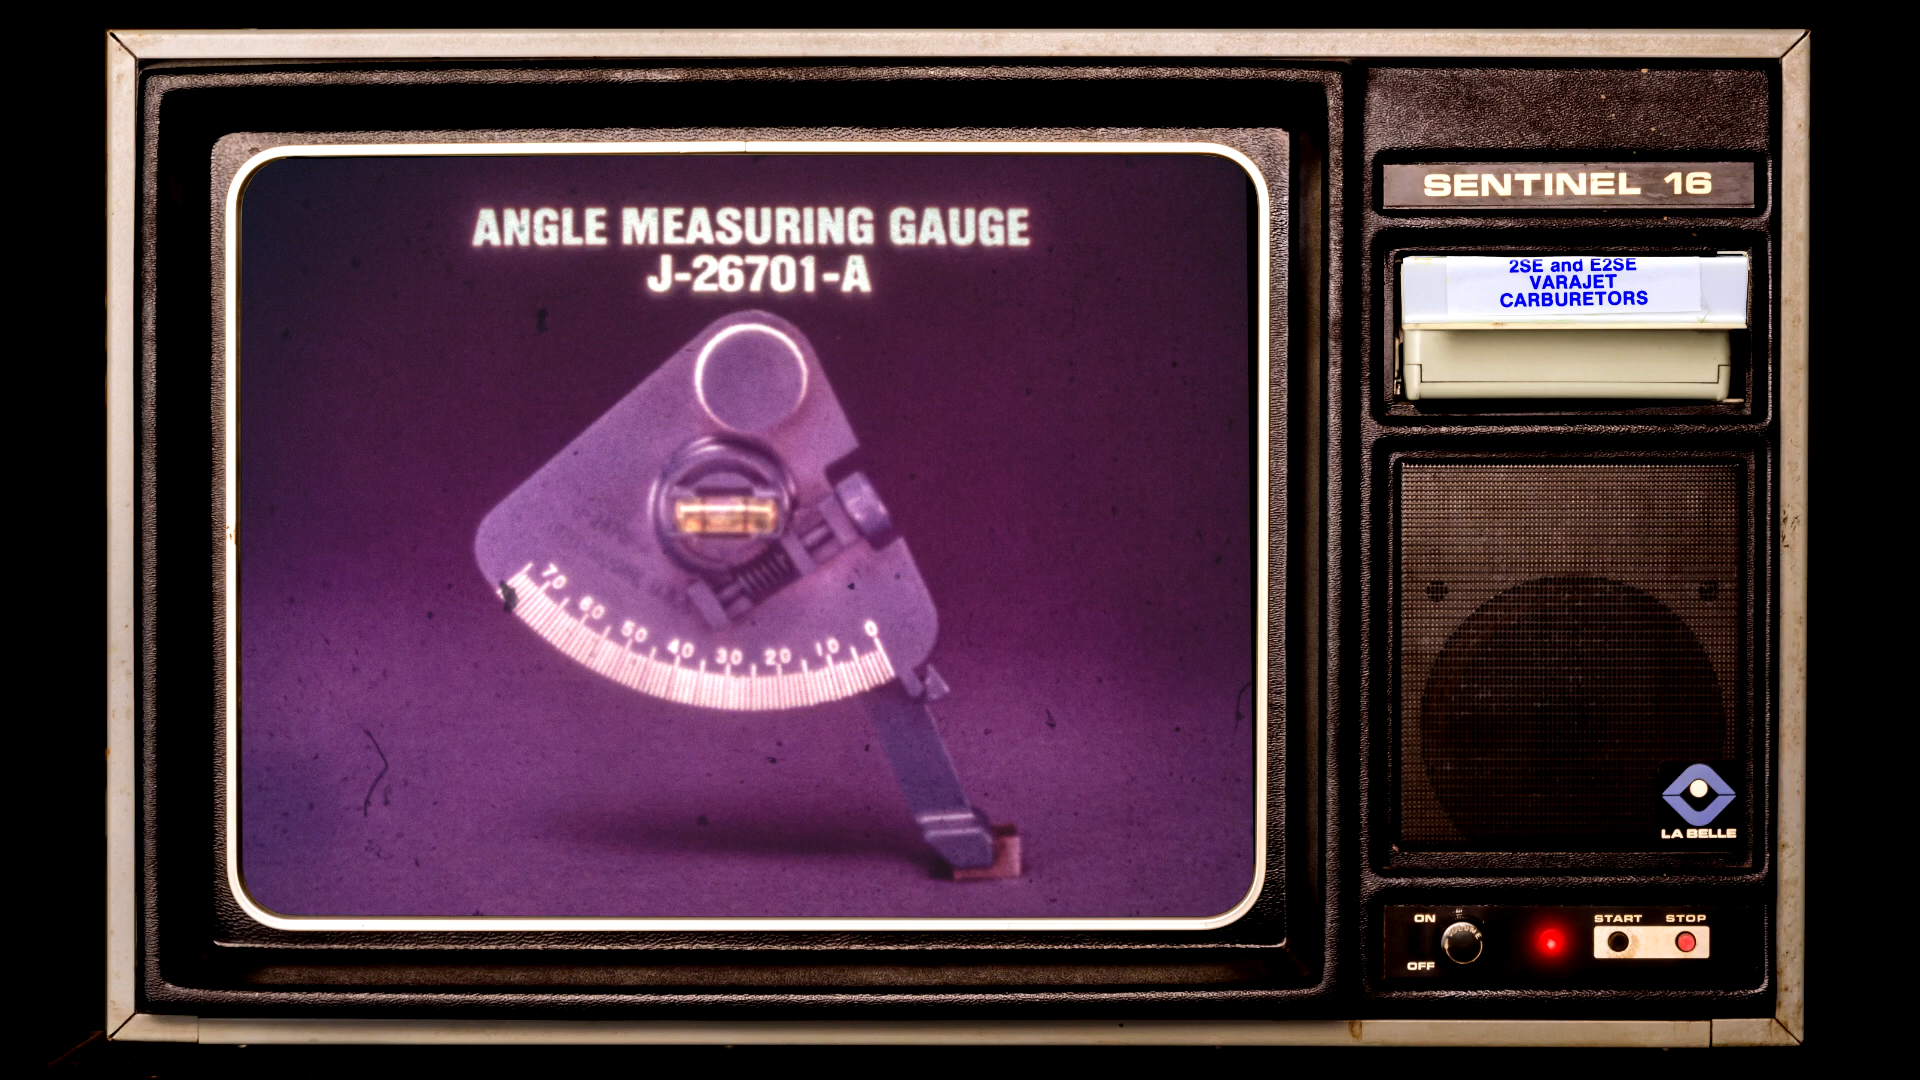 ANGLE MEASURING GAUGE
J-26701-A
70 60 50 40 30 20 10 0
SENTINEL 16
2SE and E2SE
VARAJET
CARBURETORS
LA BELLE
ON
OFF
VOLUME
START STOP